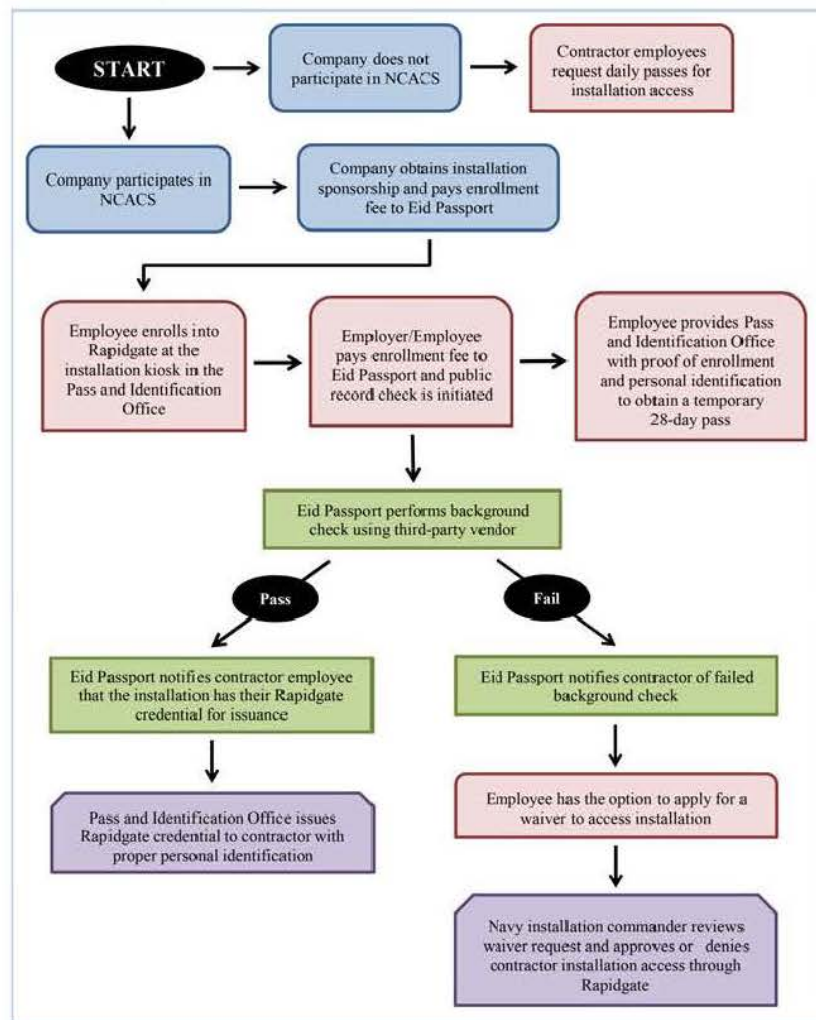 START
Company does not
participate in NCACS
Contractor employees
request daily passes for
installation access
Company participates in
NCACS
Company obtains installation
sponsorship and pays enrollment
fee to Eid Passport
Employee enrolls into
Rapidgate at the
installation kiosk in the
Pass and Identification
Office
Employer/Employee
pays enrollment fee to
Eid Passport and public
record check is initiated
Employee provides Pass
and Identification Office
with proof of enrollment
and personal identification
to obtain a temporary
28-day pass
Eid Passport performs background
check using third-party vendor
Pass
Fail
Eid Passport notifies contractor employee
that the installation has their Rapidgate
credential for issuance
Eid Passport notifies contractor of failed
background check
Pass and Identification Office issues
Rapidgate credential to contractor with
proper personal identification
Employee has the option to apply for a
waiver to access installation
Navy installation commander reviews
waiver request and approves or denies
contractor installation access through
Rapidgate